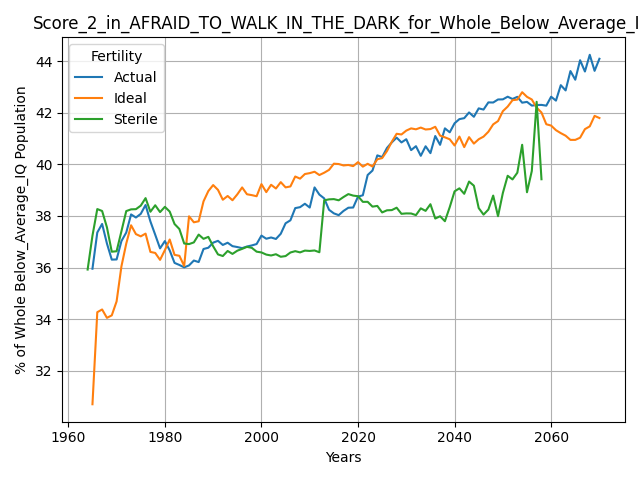 Score_2_in_AFRAID_TO_WALK_IN_THE_DARK_for_Whole_Below_Average_I
Fertility
Actual
Ideal
Sterile
% of Whole Below_Average_IQ Population
44
42
40
38
36
34
32
1960
1980
2000
2020
2040
2060
Years